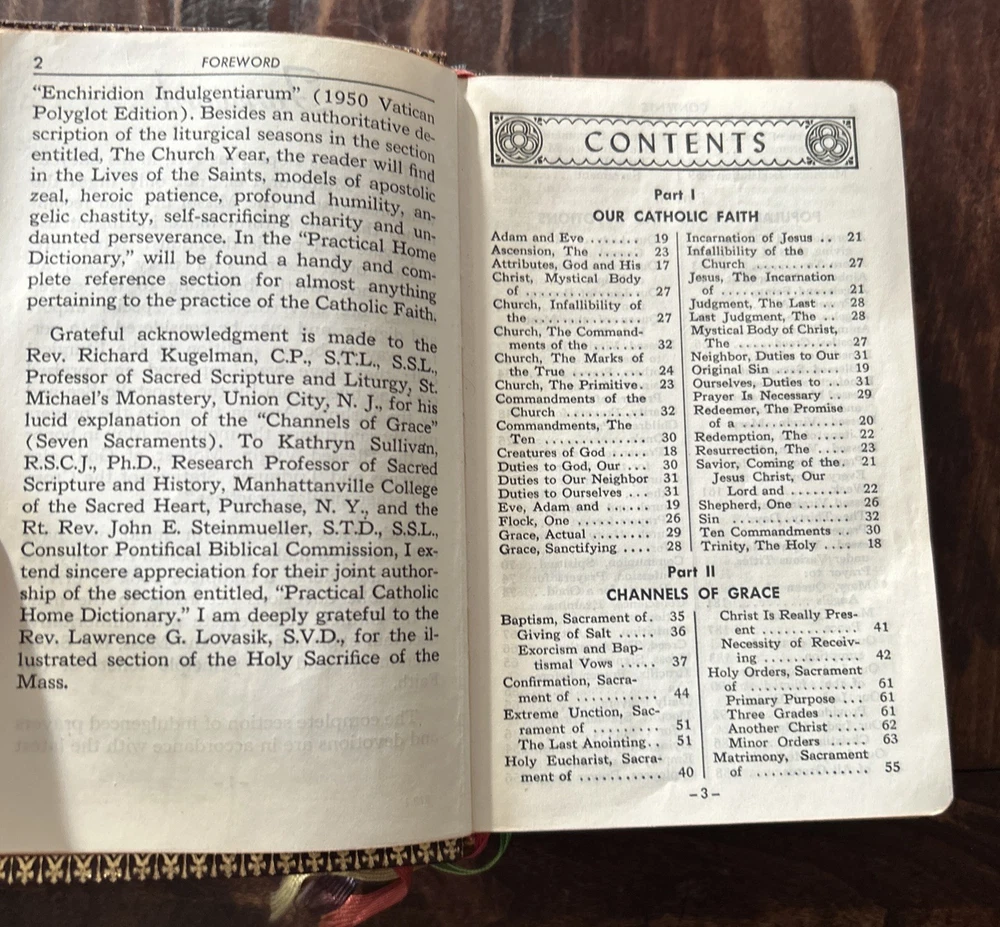 2 FOREWORD
"Enchiridion Indulgentiarum" (1950 Vatican
Polyglot Edition). Besides an authoritative de-
scription of the liturgical seasons in the section
entitled, The Church Year, the reader will find
in the Lives of the Saints, models of apostolic
zeal, heroic patience, profound humility, an-
gelic chastity, self-sacrificing charity and un-
daunted perseverance. In the "Practical Home
Dictionary," will be found a handy and com-
plete reference section for almost anything
pertaining to the practice of the Catholic Faith.
Grateful acknowledgment is made to the
Rev. Richard Kugelman, C.P., S.T.L., S.S.L.,
Professor of Sacred Scripture and Liturgy, St.
Michael's Monastery, Union City, N. J., for his
lucid explanation of the "Channels of Grace"
(Seven Sacraments). To Kathryn Sullivan,
R.S.C.J., Ph.D., Research Professor of Sacred
Scripture and History, Manhattanville College
of the Sacred Heart, Purchase, N. Y., and the
Rt. Rev. John E. Steinmueller, S.T.D., S.S.L.,
Consultor Pontifical Biblical Commission, I ex-
tend sincere appreciation for their joint author-
ship of the section entitled, "Practical Catholic
Home Dictionary." I am deeply grateful to the
Rev. Lawrence G. Lovasik, S.V.D., for the il-
lustrated section of the Holy Sacrifice of the
Mass.
CONTENTS
Part I
OUR CATHOLIC FAITH
Adam and Eve ....... 19
Ascension, The ...... 23
Attributes, God and His 17
Christ, Mystical Body
of ................ 27
Church, Infallibility of
the ................ 27
Church, The Command-
ments of the ....... 32
Church, The Marks of
the True ........... 24
Church, The Primitive. 23
Commandments of the
Church ........... 32
Commandments, The
Ten .............. 30
Creatures of God ..... 18
Duties to God, Our ... 30
Duties to Our Neighbor 31
Duties to Ourselves ... 31
Eve, Adam and ...... 19
Flock, One .......... 26
Grace, Actual ........ 29
Grace, Sanctifying .... 28
Incarnation of Jesus .. 21
Infallibility of the
Church ........... 27
Jesus, The Incarnation
of ................ 21
Judgment, The Last .. 28
Last Judgment, The .. 28
Mystical Body of Christ,
The ............. 27
Neighbor, Duties to Our 31
Original Sin ......... 19
Ourselves, Duties to .. 31
Prayer Is Necessary .. 29
Redeemer, The Promise
of a ............. 20
Redemption, The .... 22
Resurrection, The .... 23
Savior, Coming of the. 21
Jesus Christ, Our
Lord and ........ 22
Shepherd, One ....... 26
Sin ................ 32
Ten Commandments .. 30
Trinity, The Holy .... 18
Part II
CHANNELS OF GRACE
Baptism, Sacrament of. 35
Giving of Salt ..... 36
Exorcism and Bap-
tismal Vows ..... 37
Confirmation, Sacra-
ment of ........... 44
Extreme Unction, Sac-
rament of .......... 51
The Last Anointing.. 51
Holy Eucharist, Sacra-
ment of ........... 40
Christ Is Really Pres-
ent ............. 41
Necessity of Receiv-
ing ............. 42
Holy Orders, Sacrament
of ................ 61
Primary Purpose ... 61
Three Grades ..... 61
Another Christ .... 62
Minor Orders ..... 63
Matrimony, Sacrament
of ................ 55
–3–